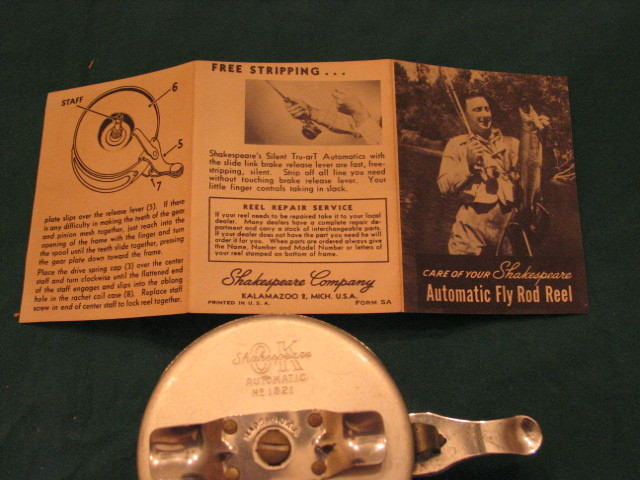 STAFF
6
5
7
plate slips over the release lever (5). If there
is any difficulty in making the teeth of the gear
and pinion mesh together, just reach into the
opening of the frame with the finger and turn
the spool until the teeth slide together, pressing
the gear plate down toward the frame.
Place the drive spring cap (3) over the center
staff and turn clockwise until the flattened end
of the staff engages and slips into the oblong
hole in the rachet coil case (8). Replace staff
screw in end of center staff to lock reel together.
FREE STRIPPING . . .
Shakespeare's Silent Tru-arT Automatics with
the slide link brake release lever are fast, free-
stripping, silent. Strip off all line you need
without touching brake release lever. Your
little finger controls taking in slack.
REEL REPAIR SERVICE
If your reel needs to be repaired take it to your local
dealer. Many dealers have a complete repair de-
partment and carry a stock of interchangeable parts.
If your dealer does not have the part you need he will
order it for you. When parts are ordered always give
the Name, Number and Model Number or letters of
your reel stamped on bottom of frame.
Shakespeare Company
KALAMAZOO 2, MICH. U.S.A.
PRINTED IN U. S. A. FORM 5A
CARE OF YOUR Shakespeare
Automatic Fly Rod Reel
OK
Shakespeare
AUTOMATIC
No 1821